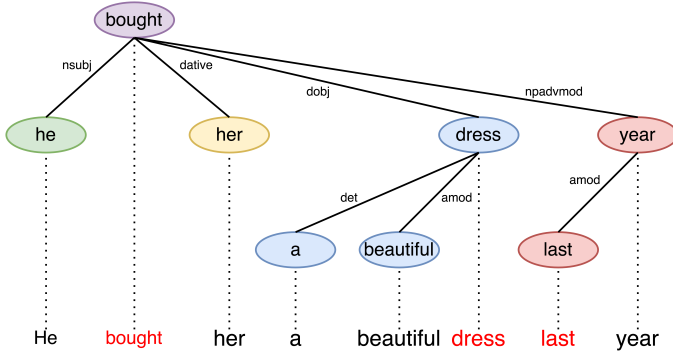 bought
nsubj dative dobj npadvmod
he her dress year
det amod amod
a beautiful last
He bought her a beautiful dress last year